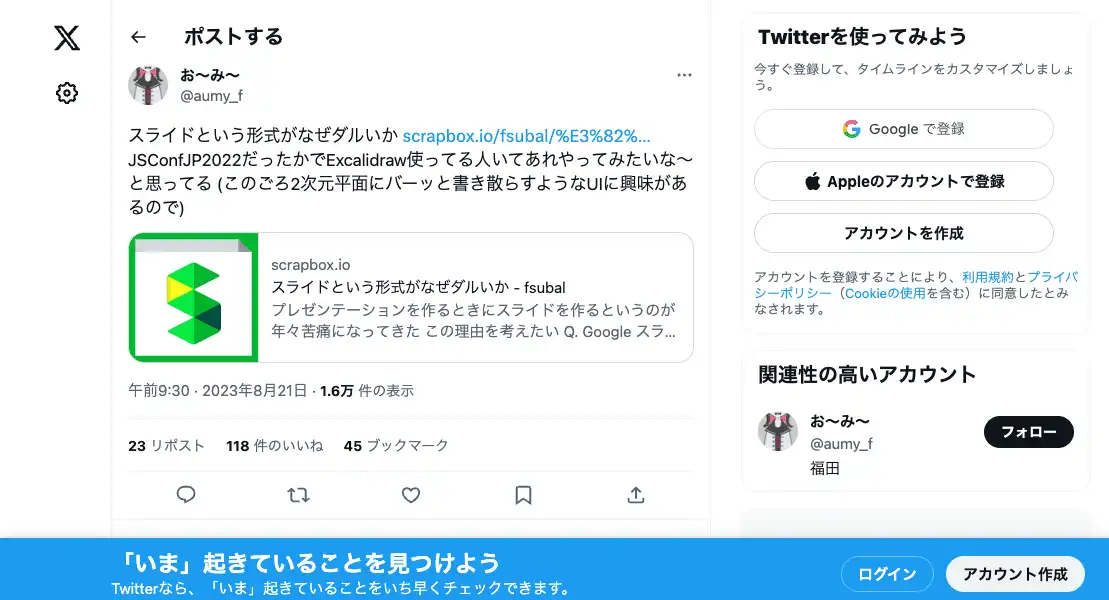 ポストする
お〜み〜
@aumy_f
スライドという形式がなぜダルいか scrapbox.io/fsubal/%E3%82%…
JSConfJP2022だったかでExcalidraw使ってる人いてあれやってみたいな〜
と思ってる (このごろ2次元平面にバーッと書き散らすようなUIに興味があ
るので)
scrapbox.io
スライドという形式がなぜダルいか - fsubal
プレゼンテーションを作るときにスライドを作るというのが
年々苦痛になってきた この理由を考えたい Q. Google スラ…
午前9:30 · 2023年8月21日 · 1.6万 件の表示
23 リポスト 118 件のいいね 45 ブックマーク
Twitterを使ってみよう
今すぐ登録して、タイムラインをカスタマイズしましょ
う。
Google で登録
Appleのアカウントで登録
アカウントを作成
アカウントを登録することにより、利用規約とプライバ
シーポリシー（Cookieの使用を含む）に同意したとみ
なされます。
関連性の高いアカウント
お〜み〜
@aumy_f
フォロー
福田
「いま」起きていることを見つけよう
Twitterなら、「いま」起きていることをいち早くチェックできます。
ログイン
アカウント作成